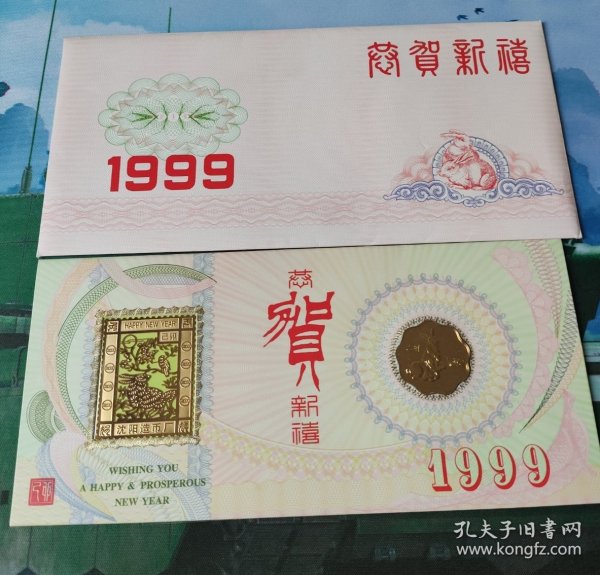 恭賀新禧
1999
恭
賀
新
禧
HAPPY NEW YEAR
己卯
沈阳造币厂
WISHING YOU
A HAPPY & PROSPEROUS
NEW YEAR
1999
孔夫子旧書网
www.kongfz.com